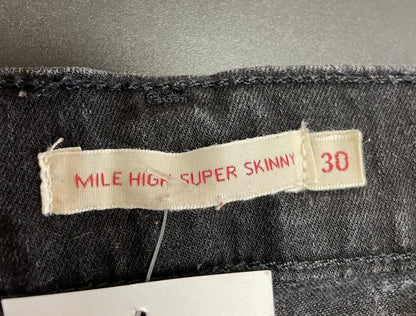 MILE HIGH SUPER SKINNY 30